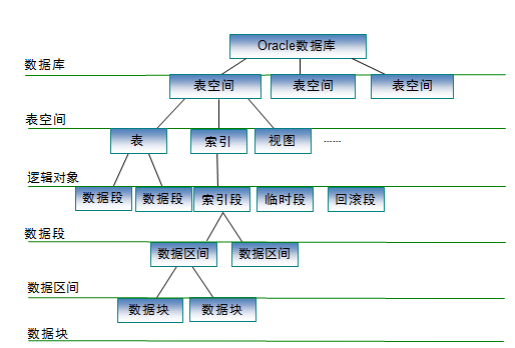 Oracle数据库
数据库
表空间 表空间 表空间
表空间
表 索引 视图 ......
逻辑对象
数据段 数据段 索引段 临时段 回滚段
数据段
数据区间 数据区间
数据区间
数据块 数据块
数据块